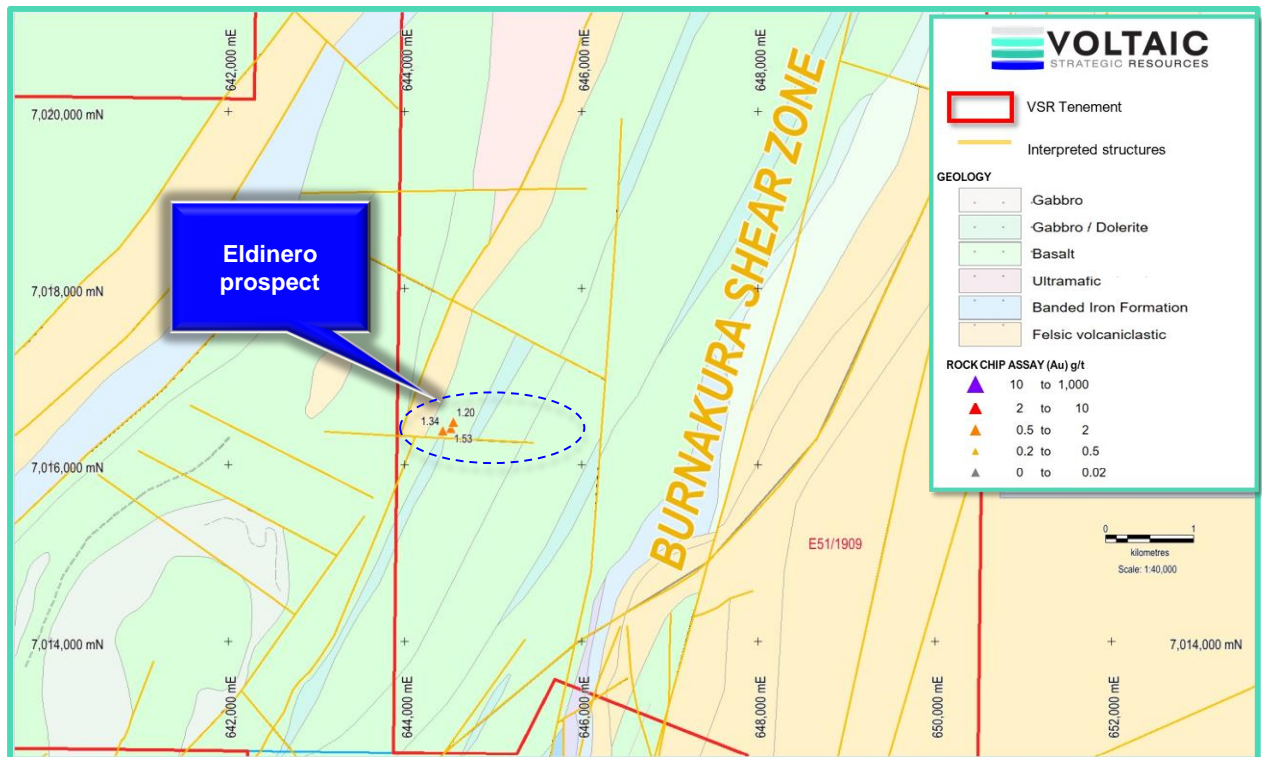 642,000 mE
644,000 mE
646,000 mE
648,000 mE
7,020,000 mN
7,018,000 mN
7,016,000 mN
7,014,000 mN
7,014,000 mN
Eldinero
prospect
1.34
1.20
1.53
BURNAKURA SHEAR ZONE
E51/1909
VOLTAIC
STRATEGIC RESOURCES
VSR Tenement
Interpreted structures
GEOLOGY
Gabbro
Gabbro / Dolerite
Basalt
Ultramafic
Banded Iron Formation
Felsic volcaniclastic
ROCK CHIP ASSAY (Au) g/t
10 to 1,000
2 to 10
0.5 to 2
0.2 to 0.5
0 to 0.02
0 1
kilometres
Scale: 1:40,000
642,000 mE
644,000 mE
646,000 mE
648,000 mE
650,000 mE
652,000 mE